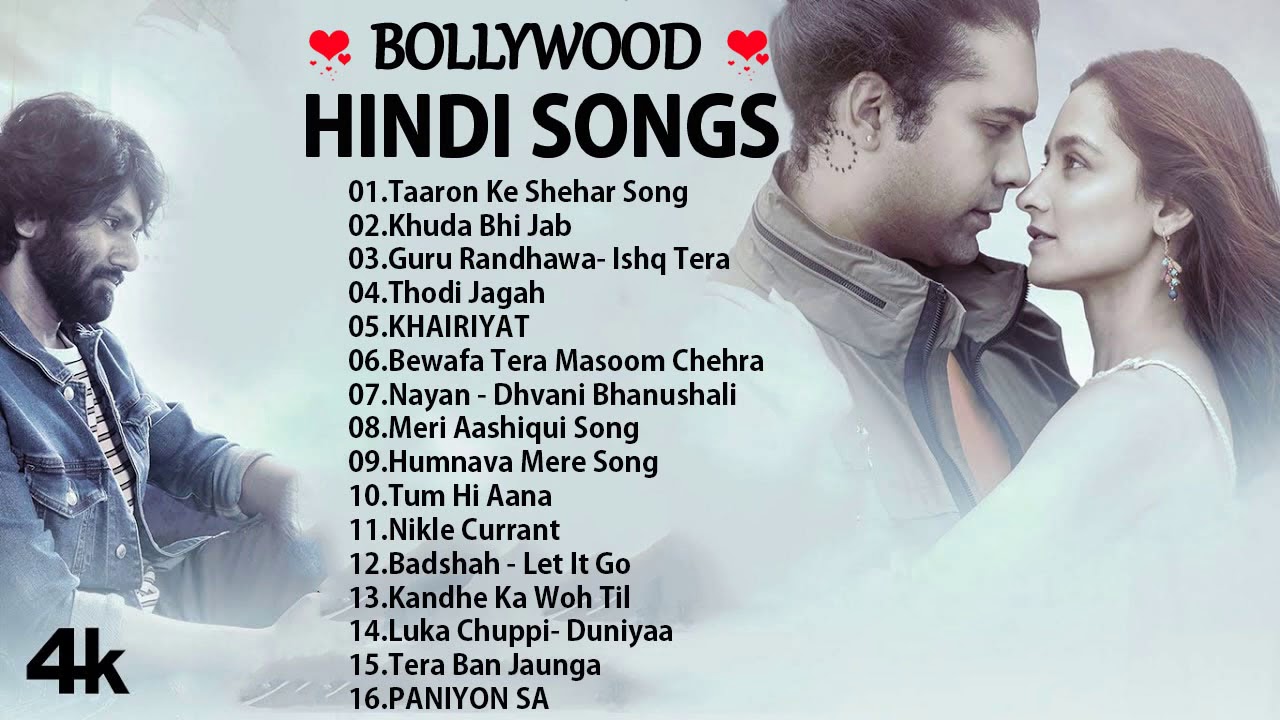 BOLLYWOOD
HINDI SONGS
01.Taaron Ke Shehar Song
02.Khuda Bhi Jab
03.Guru Randhawa- Ishq Tera
04.Thodi Jagah
05.KHAIRIYAT
06.Bewafa Tera Masoom Chehra
07.Nayan - Dhvani Bhanushali
08.Meri Aashiqui Song
09.Humnava Mere Song
10.Tum Hi Aana
11.Nikle Currant
12.Badshah - Let It Go
13.Kandhe Ka Woh Til
14.Luka Chuppi- Duniyaa
15.Tera Ban Jaunga
16.PANIYON SA
4k